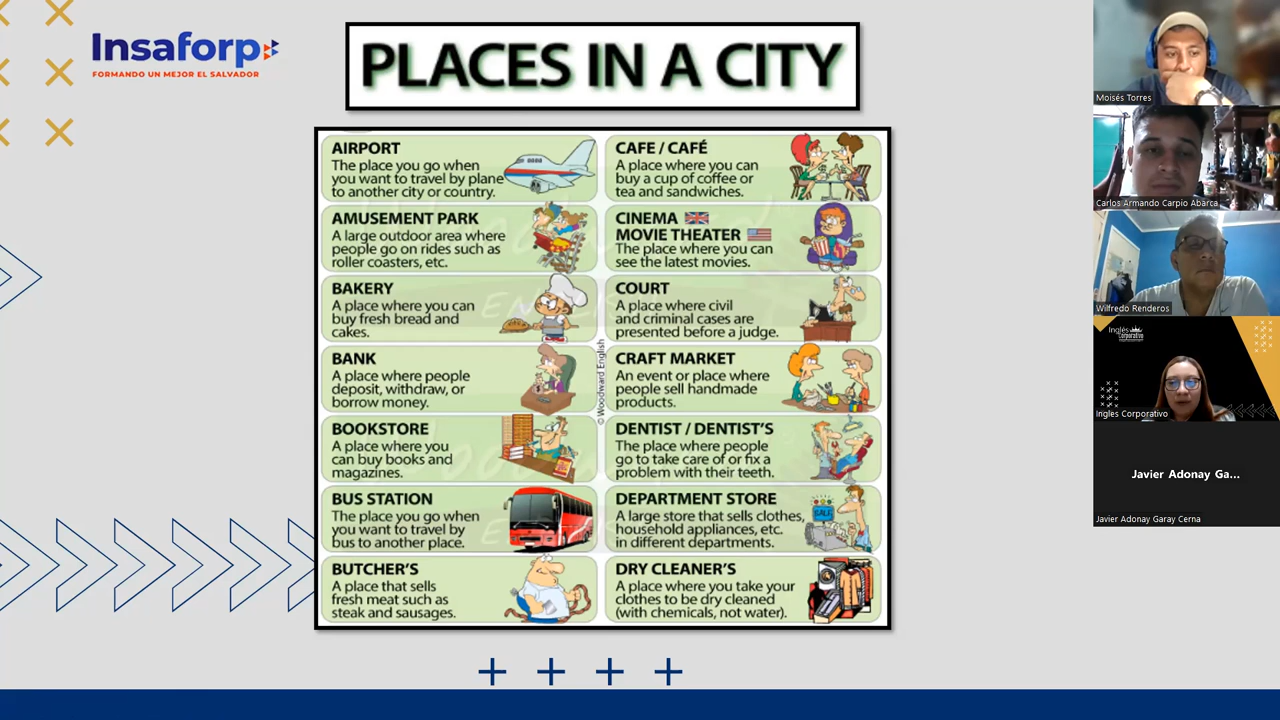 Insaforp
FORMANDO UN MEJOR EL SALVADOR
PLACES IN A CITY
AIRPORT
The place you go when
you want to travel by plane
to another city or country.
AMUSEMENT PARK
A large outdoor area where
people go on rides such as
roller coasters, etc.
BAKERY
A place where you can
buy fresh bread and
cakes.
BANK
A place where people
deposit, withdraw, or
borrow money.
BOOKSTORE
A place where you
can buy books and
magazines.
BUS STATION
The place you go when
you want to travel by
bus to another place.
BUTCHER'S
A place that sells
fresh meat such as
steak and sausages.
© Woodward English
CAFE / CAFÉ
A place where you can
buy a cup of coffee or
tea and sandwiches.
CINEMA
MOVIE THEATER
The place where you can
see the latest movies.
COURT
A place where civil
and criminal cases are
presented before a judge.
CRAFT MARKET
An event or place where
people sell handmade
products.
DENTIST / DENTIST'S
The place where people
go to take care of or fix a
problem with their teeth.
DEPARTMENT STORE
A large store that sells clothes,
household appliances, etc.
in different departments.
SALE
DRY CLEANER'S
A place where you take your
clothes to be dry cleaned
(with chemicals, not water).
Moisés Torres
Carlos Armando Carpio Abarca
Wilfredo Renderos
Inglés
Corporativo
Ingles Corporativo
Javier Adonay Ga...
Javier Adonay Garay Cerna